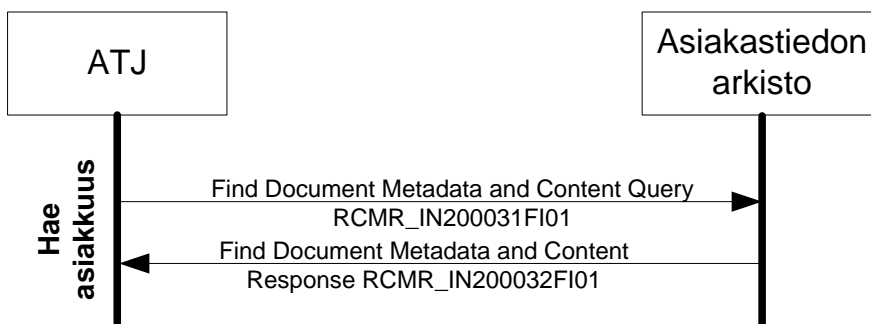 ATJ
Asiakastiedon
arkisto
Hae
asiakkuus
Find Document Metadata and Content Query
RCMR_IN200031FI01
Find Document Metadata and Content
Response RCMR_IN200032FI01